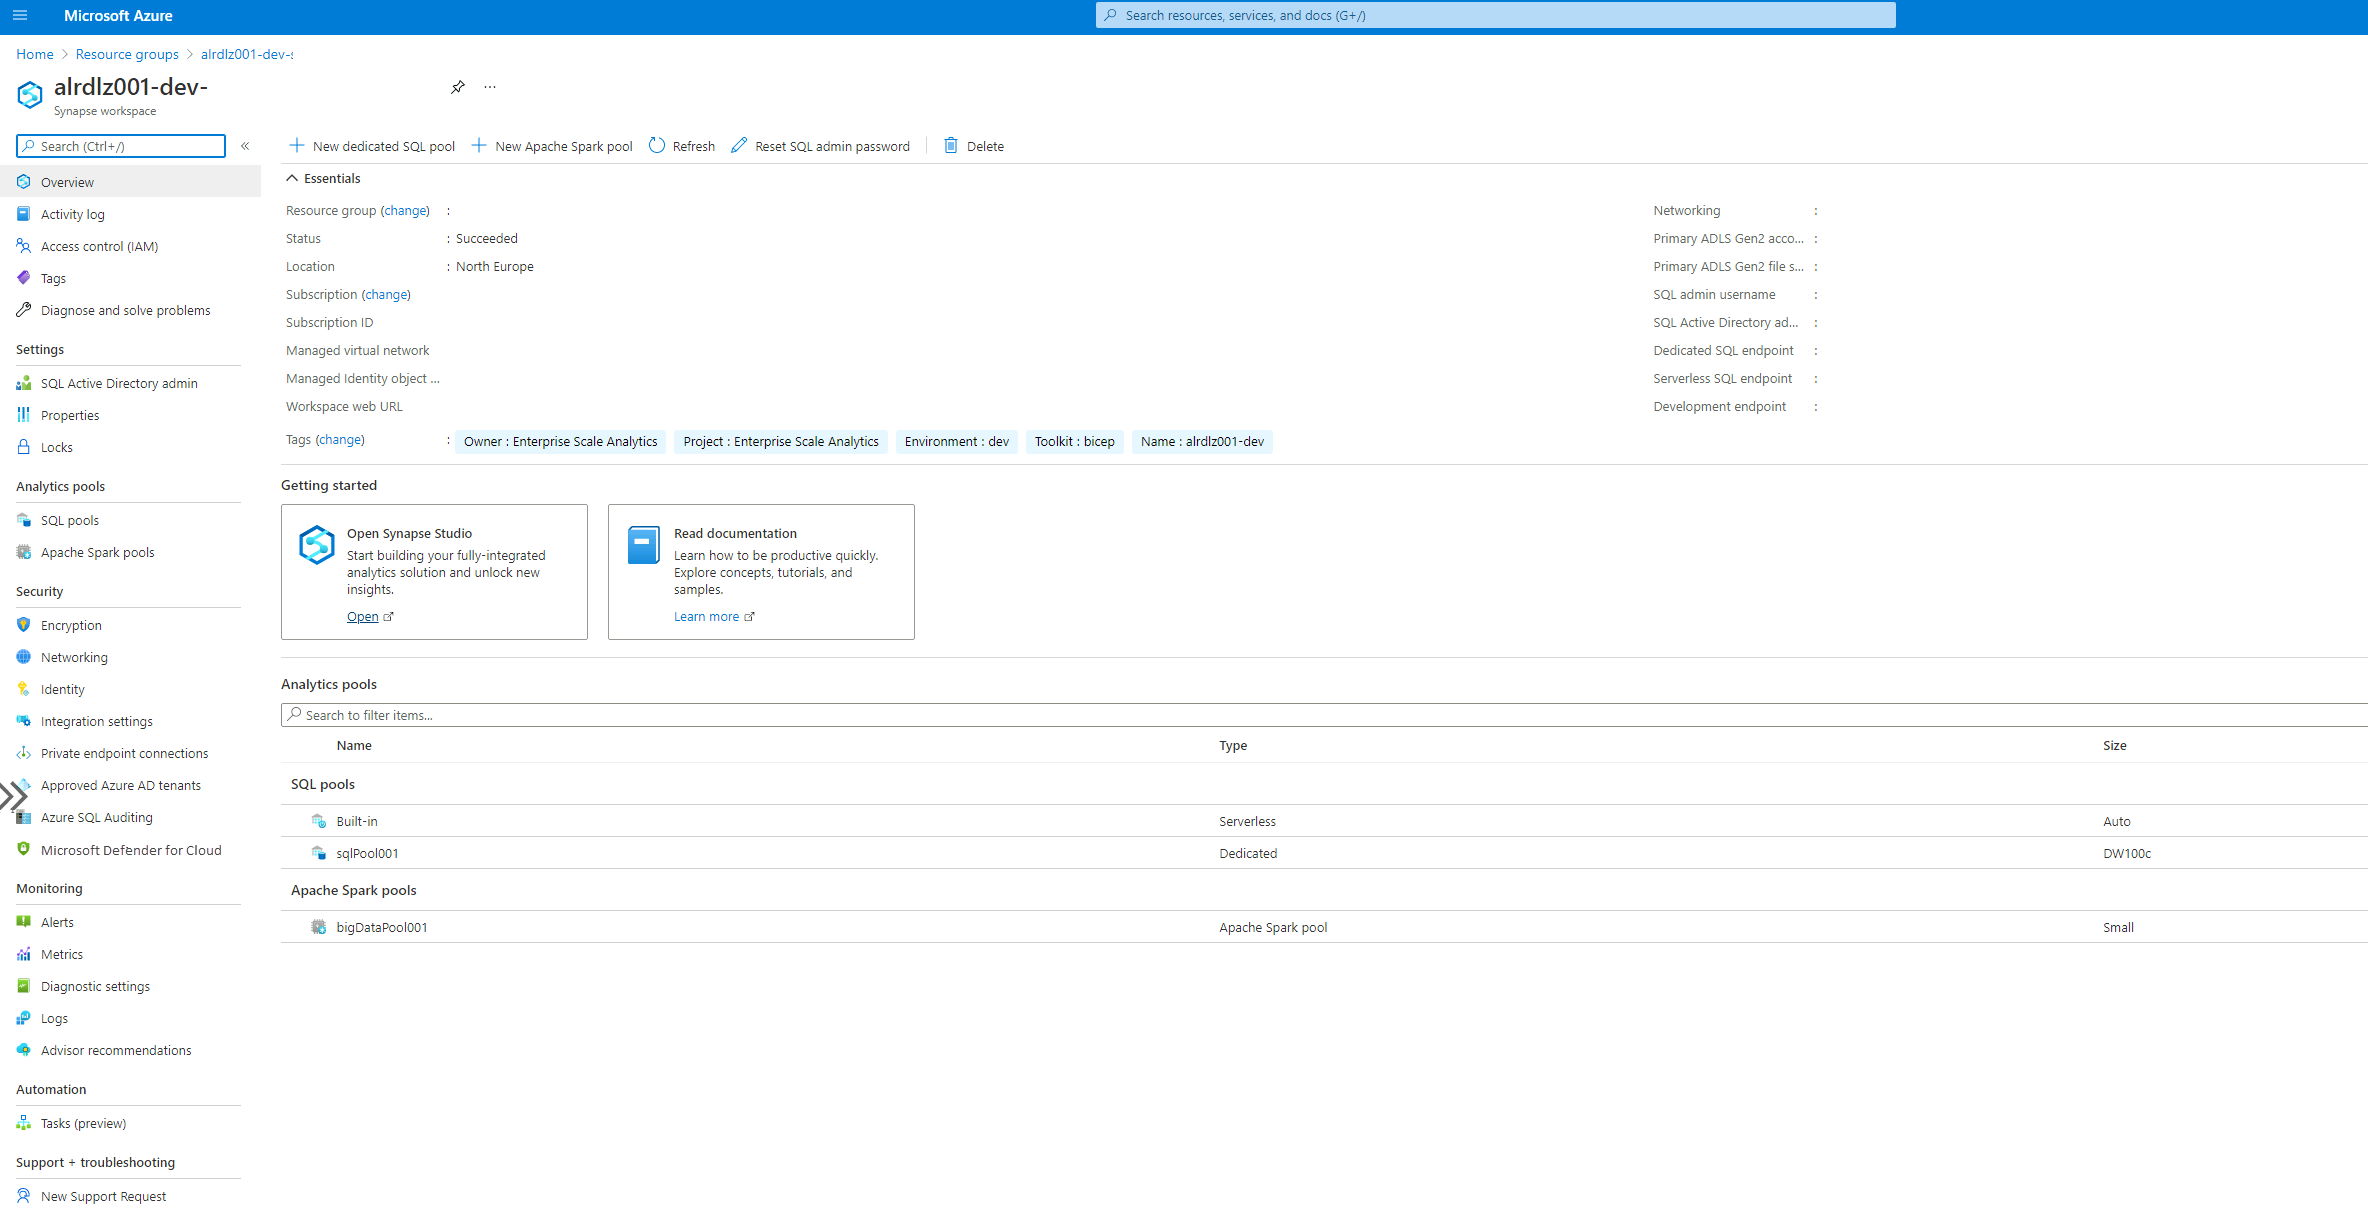 Microsoft Azure
Search resources, services, and docs (G+/)
Home > Resource groups > alrdlz001-dev-s
alrdlz001-dev-
...
Synapse workspace
Search (Ctrl+/)
«
Overview
Activity log
Access control (IAM)
Tags
Diagnose and solve problems
Settings
SQL Active Directory admin
Properties
Locks
Analytics pools
SQL pools
Apache Spark pools
Security
Encryption
Networking
Identity
Integration settings
Private endpoint connections
Approved Azure AD tenants
Azure SQL Auditing
Microsoft Defender for Cloud
Monitoring
Alerts
Metrics
Diagnostic settings
Logs
Advisor recommendations
Automation
Tasks (preview)
Support + troubleshooting
New Support Request
New dedicated SQL pool
New Apache Spark pool
Refresh
Reset SQL admin password
Delete
Essentials
Resource group (change) :
Status : Succeeded
Location : North Europe
Subscription (change)
Subscription ID
Managed virtual network
Managed Identity object ...
Workspace web URL
Tags (change) : Owner : Enterprise Scale Analytics Project : Enterprise Scale Analytics Environment : dev Toolkit : bicep Name : alrdlz001-dev
Networking :
Primary ADLS Gen2 acco... :
Primary ADLS Gen2 file s... :
SQL admin username :
SQL Active Directory ad... :
Dedicated SQL endpoint :
Serverless SQL endpoint :
Development endpoint :
Getting started
Open Synapse Studio
Start building your fully-integrated
analytics solution and unlock new
insights.
Open
Read documentation
Learn how to be productive quickly.
Explore concepts, tutorials, and
samples.
Learn more
Analytics pools
Search to filter items...
Name Type Size
SQL pools
Built-in Serverless Auto
sqlPool001 Dedicated DW100c
Apache Spark pools
bigDataPool001 Apache Spark pool Small